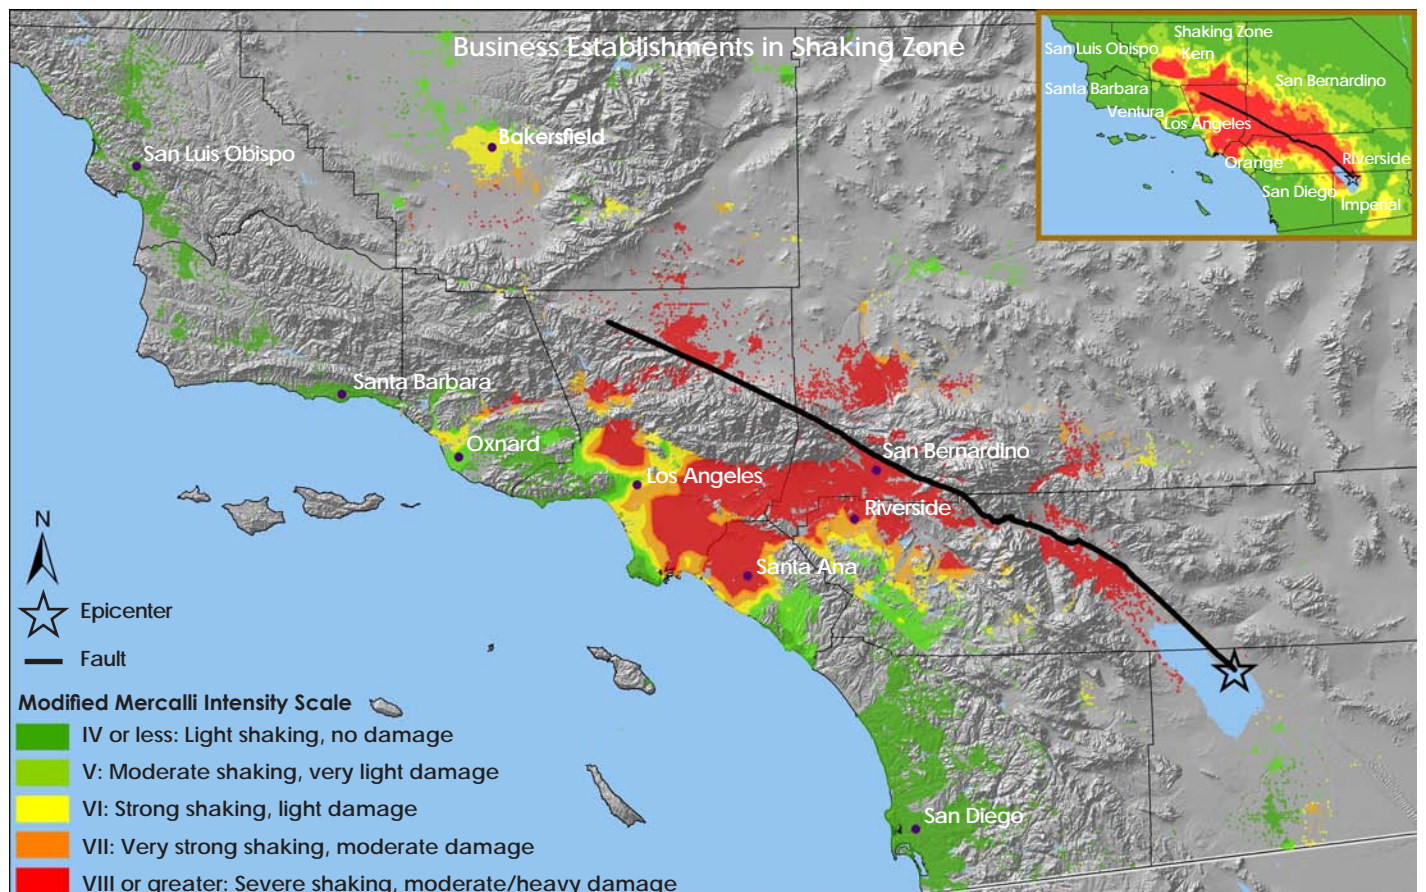 Business Establishments in Shaking Zone
Shaking Zone
San Luis Obispo
Kern
San Bernardino
Santa Barbara
Ventura
Los Angeles
Orange
Riverside
San Diego
Imperial
Bakersfield
San Luis Obispo
Santa Barbara
Oxnard
San Bernardino
Los Angeles
Riverside
Santa Ana
San Diego
N
Epicenter
Fault
Modified Mercalli Intensity Scale
IV or less: Light shaking, no damage
V: Moderate shaking, very light damage
VI: Strong shaking, light damage
VII: Very strong shaking, moderate damage
VIII or greater: Severe shaking, moderate/heavy damage